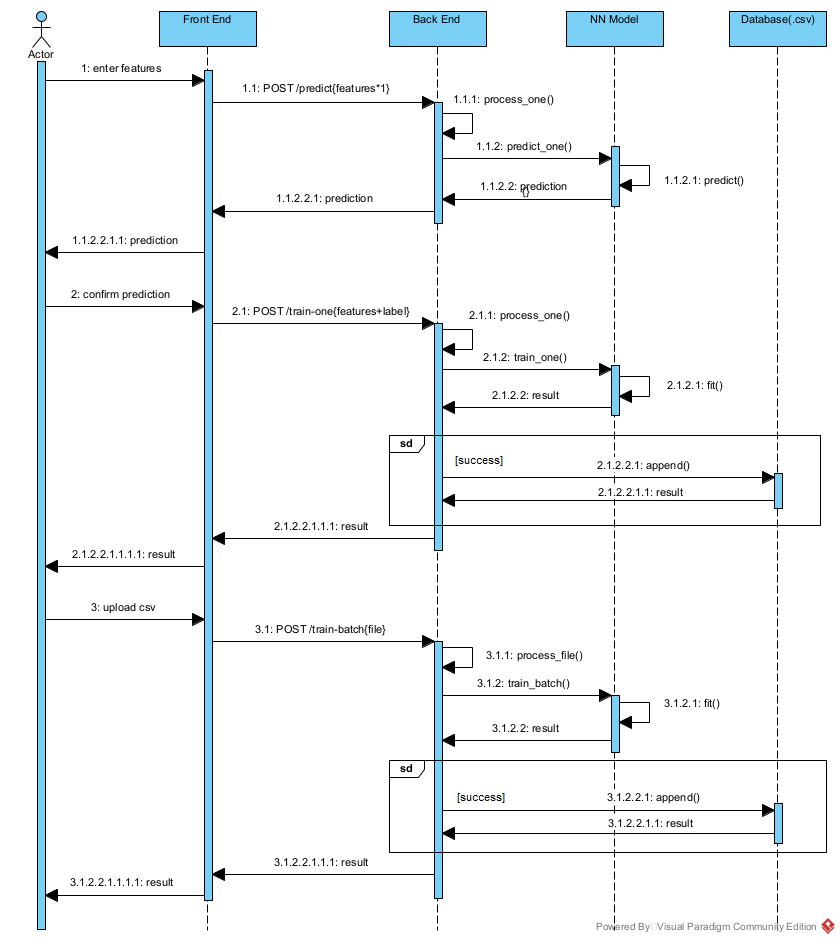 Front End
Back End
NN Model
Database(.csv)
Actor
1: enter features
1.1: POST /predict{features*1}
1.1.1: process_one()
1.1.2: predict_one()
1.1.2.1: predict()
1.1.2.2: prediction
{}
1.1.2.2.1: prediction
1.1.2.2.1.1: prediction
2: confirm prediction
2.1: POST /train-one{features+label}
2.1.1: process_one()
2.1.2: train_one()
2.1.2.1: fit()
2.1.2.2: result
sd
[success]
2.1.2.2.1: append()
2.1.2.2.1.1: result
2.1.2.2.1.1.1: result
2.1.2.2.1.1.1.1: result
3: upload csv
3.1: POST /train-batch{file}
3.1.1: process_file()
3.1.2: train_batch()
3.1.2.1: fit()
3.1.2.2: result
sd
[success]
3.1.2.2.1: append()
3.1.2.2.1.1: result
3.1.2.2.1.1.1: result
3.1.2.2.1.1.1.1: result
Powered By Visual Paradigm Community Edition